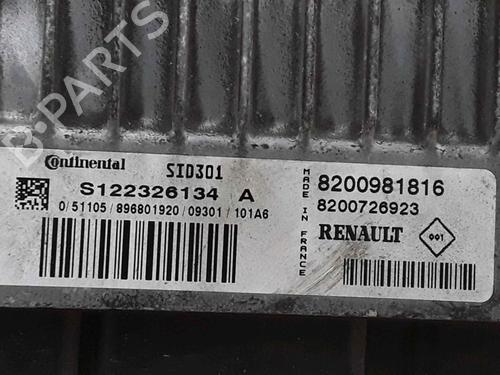 B-PARTS
Continental SID301
S122326134 A
0/51105/896801920/09301/101A6
MADE IN FRANCE
8200981816
8200726923
RENAULT
001